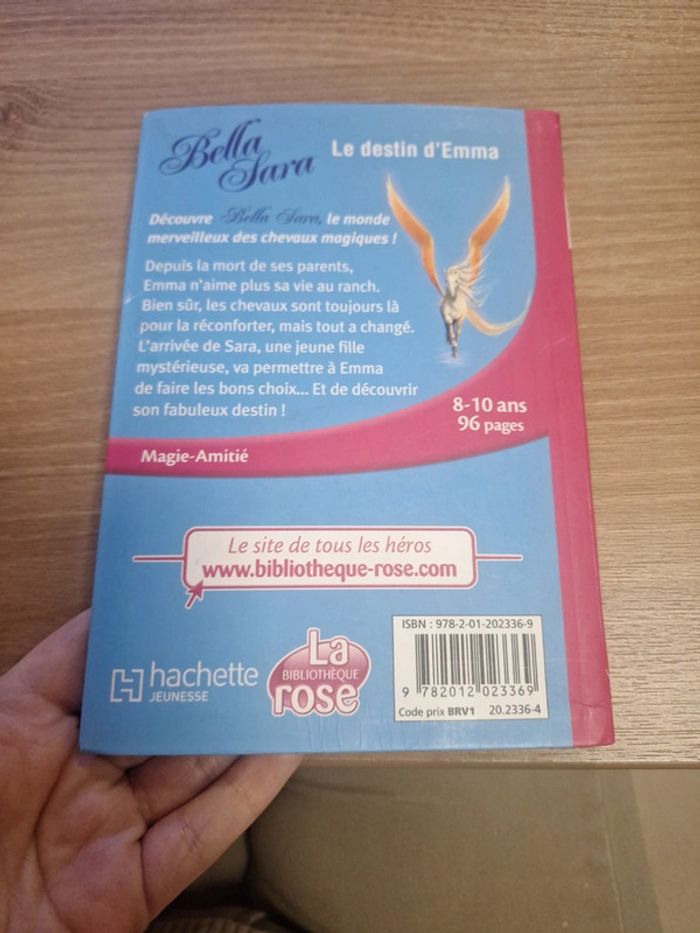 Bella Sara
Le destin d'Emma
Découvre Bella Sara, le monde
merveilleux des chevaux magiques !
Depuis la mort de ses parents,
Emma n'aime plus sa vie au ranch.
Bien sûr, les chevaux sont toujours là
pour la réconforter, mais tout a changé.
L'arrivée de Sara, une jeune fille
mystérieuse, va permettre à Emma
de faire les bons choix... Et de découvrir
son fabuleux destin !
8-10 ans
96 pages
Magie-Amitié
Le site de tous les héros
www.bibliotheque-rose.com
hachette
JEUNESSE
La
BIBLIOTHÈQUE
rose
ISBN : 978-2-01-202336-9
9 782012 023369
Code prix BRV1 20.2336-4